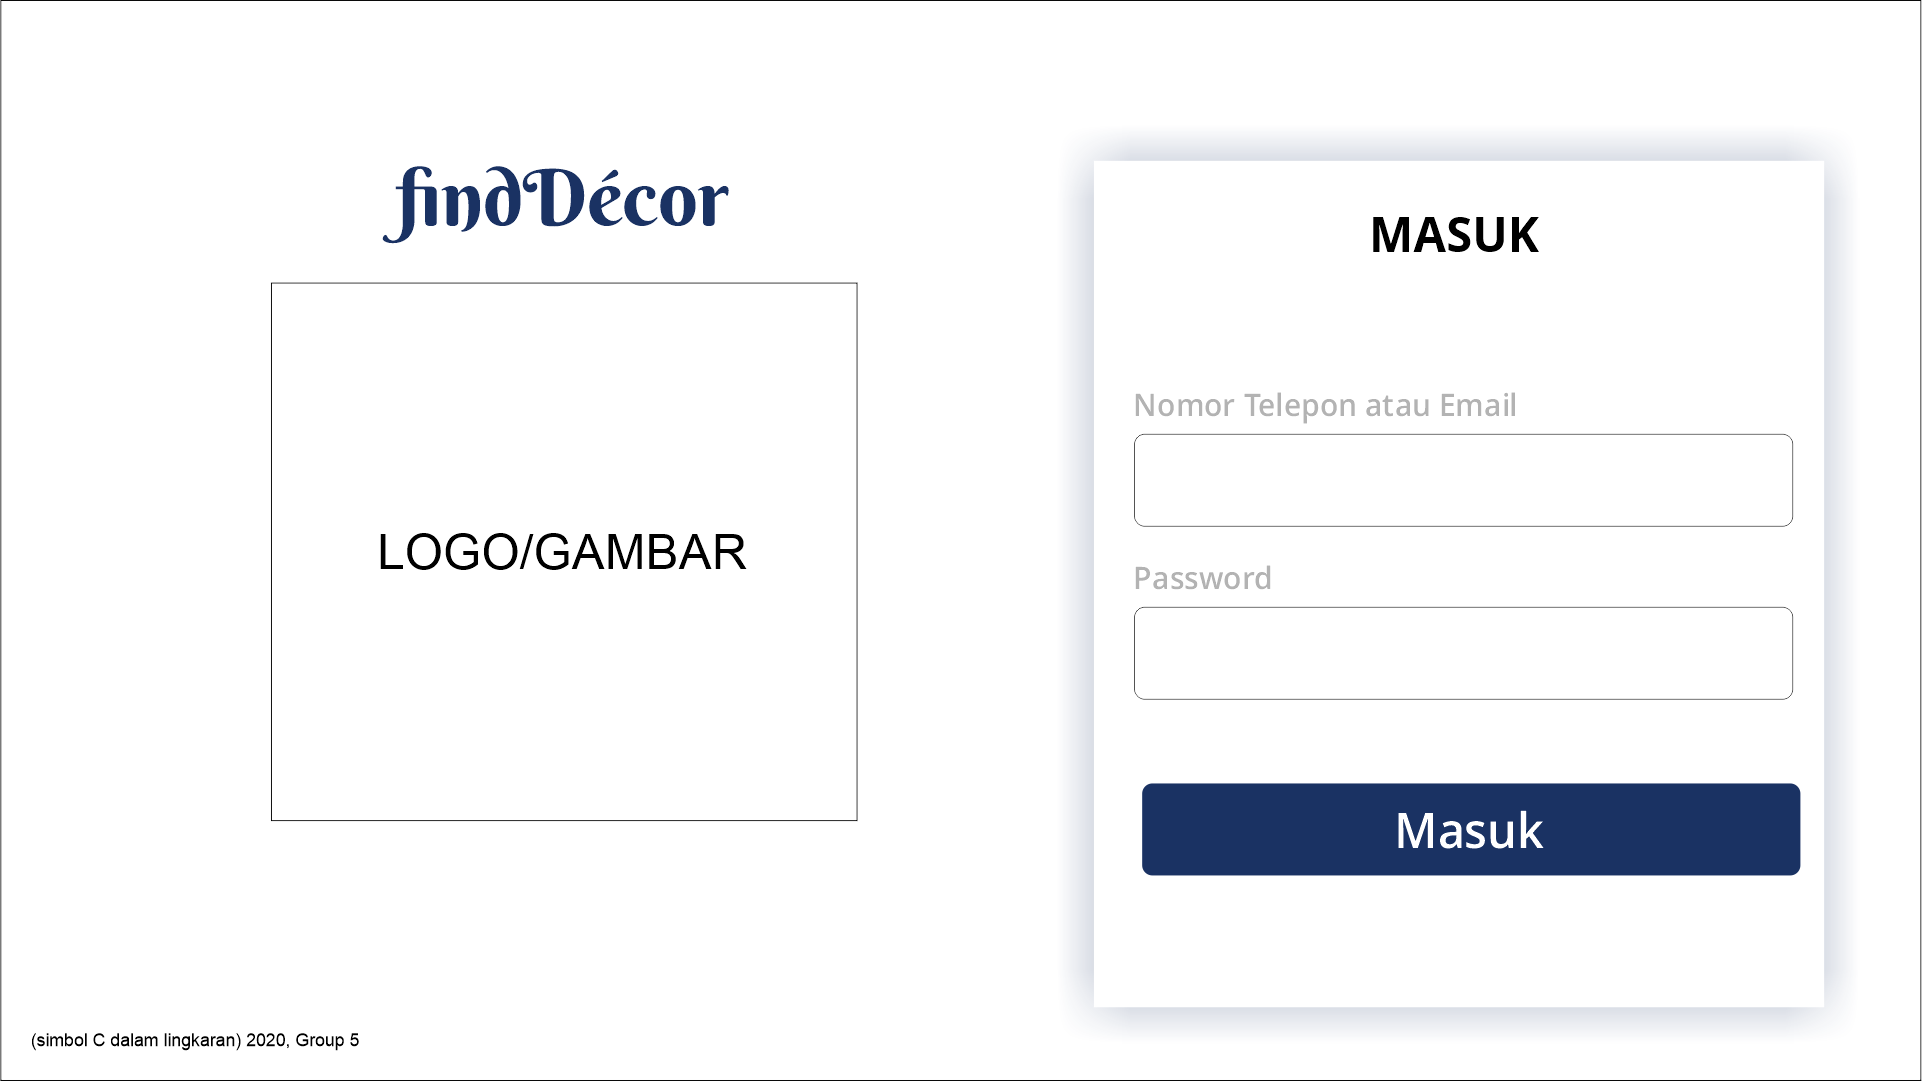 findDécor
LOGO/GAMBAR
(simbol C dalam lingkaran) 2020, Group 5
MASUK
Nomor Telepon atau Email
Password
Masuk